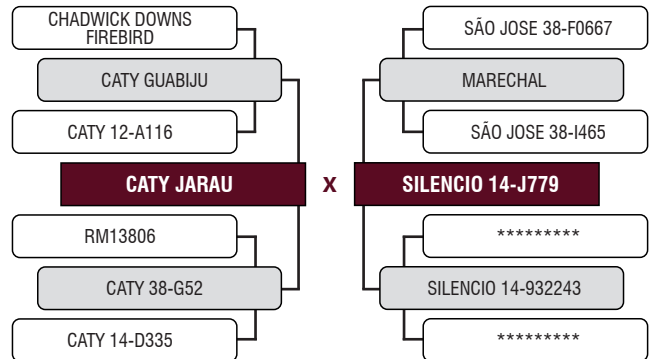 CHADWICK DOWNS
FIREBIRD
CATY GUABIJU
CATY 12-A116
CATY JARAU
RM13806
CATY 38-G52
CATY 14-D335
X
SÃO JOSE 38-F0667
MARECHAL
SÃO JOSE 38-I465
SILENCIO 14-J779
*********
SILENCIO 14-932243
*********